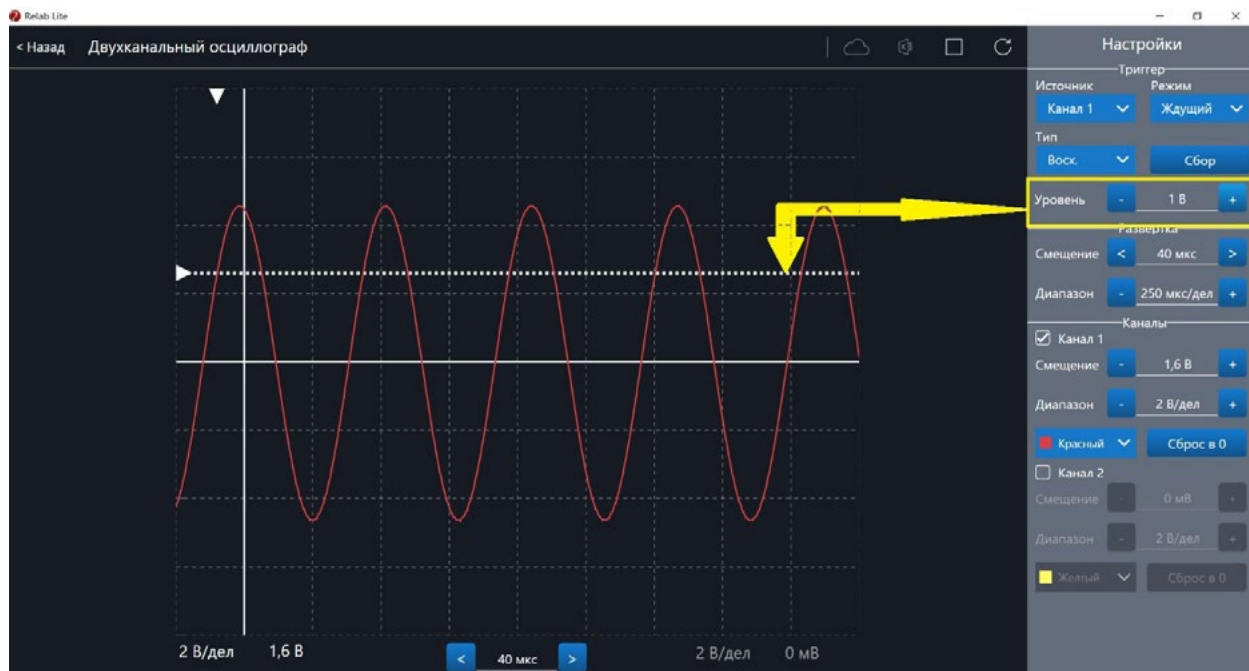 Relab Lite
< Назад Двухканальный осциллограф
Настройки
Триггер
Источник Режим
Канал 1 Ждущий
Тип
Восх. Сбор
Уровень - 1 В +
Развертка
Смещение < 40 мкс >
Диапазон - 250 мкс/дел +
Каналы
Канал 1
Смещение - 1,6 В +
Диапазон - 2 В/дел +
Красный Сброс в 0
Канал 2
Смещение - 0 мВ +
Диапазон - 2 В/дел +
Желтый Сброс в 0
2 В/дел 1,6 В < 40 мкс > 2 В/дел 0 мВ